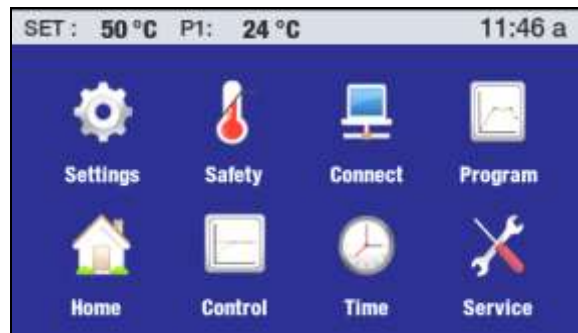 SET : 50 °C P1: 24 °C 11:46 a
Settings Safety Connect Program
Home Control Time Service